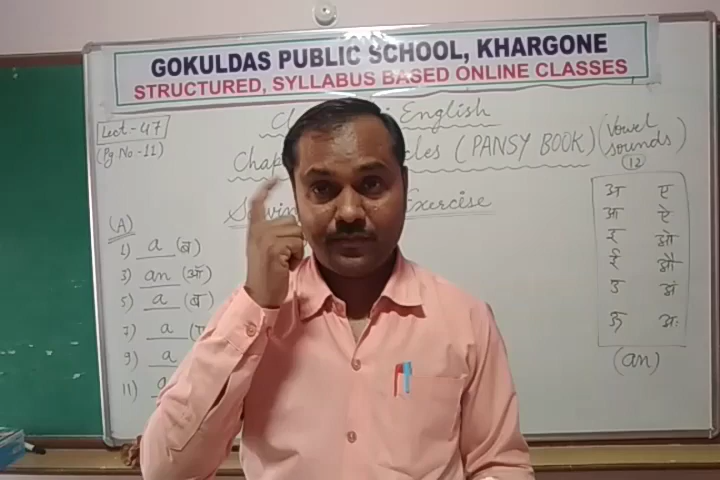 GOKULDAS PUBLIC SCHOOL, KHARGONE
STRUCTURED, SYLLABUS BASED ONLINE CLASSES
Lect-47
English
(Pg No.-11)
(PANSY BOOK)
Exercise
(Vowel
sounds)
12
अ ए
आ ऐ
इ ओ
ई औ
उ अं
ऊ अः
(an)
(A)
1) a (ब)
3) an (ऑ)
5) a (ब)
7) a
9) a
11)